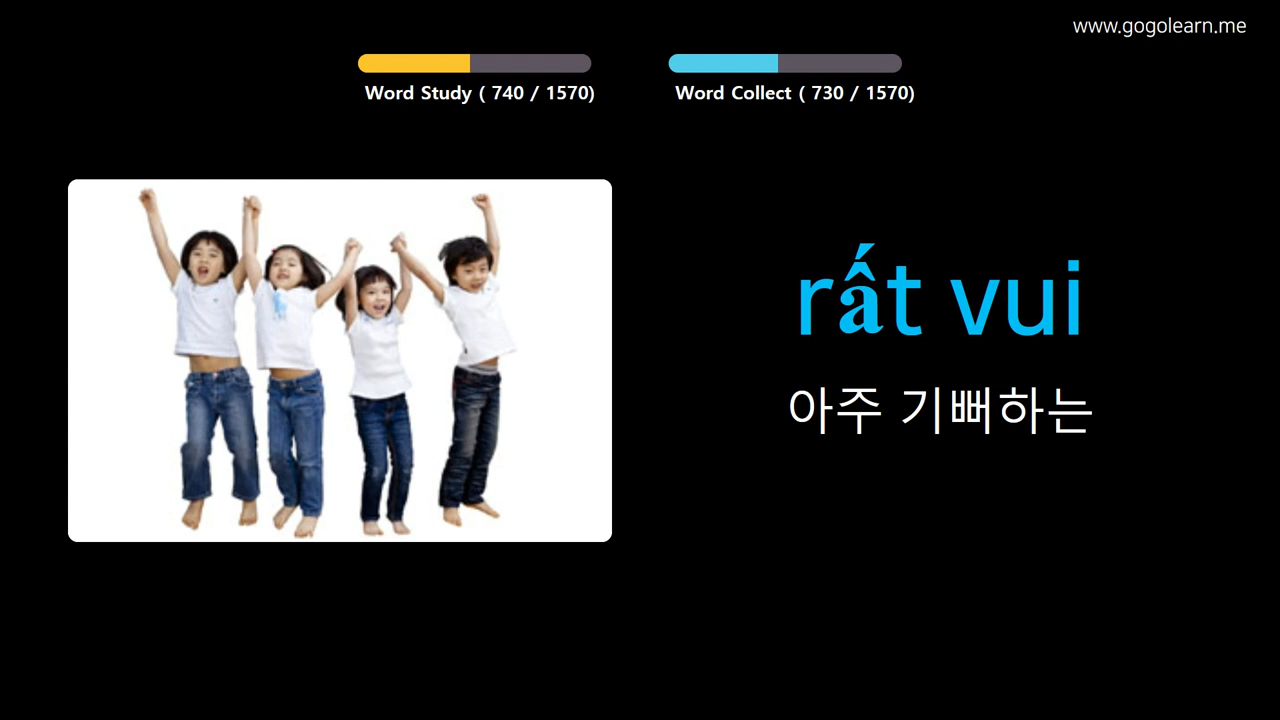 www.gogolearn.me
Word Study ( 740 / 1570)
Word Collect ( 730 / 1570)
rất vui
아주 기뻐하는